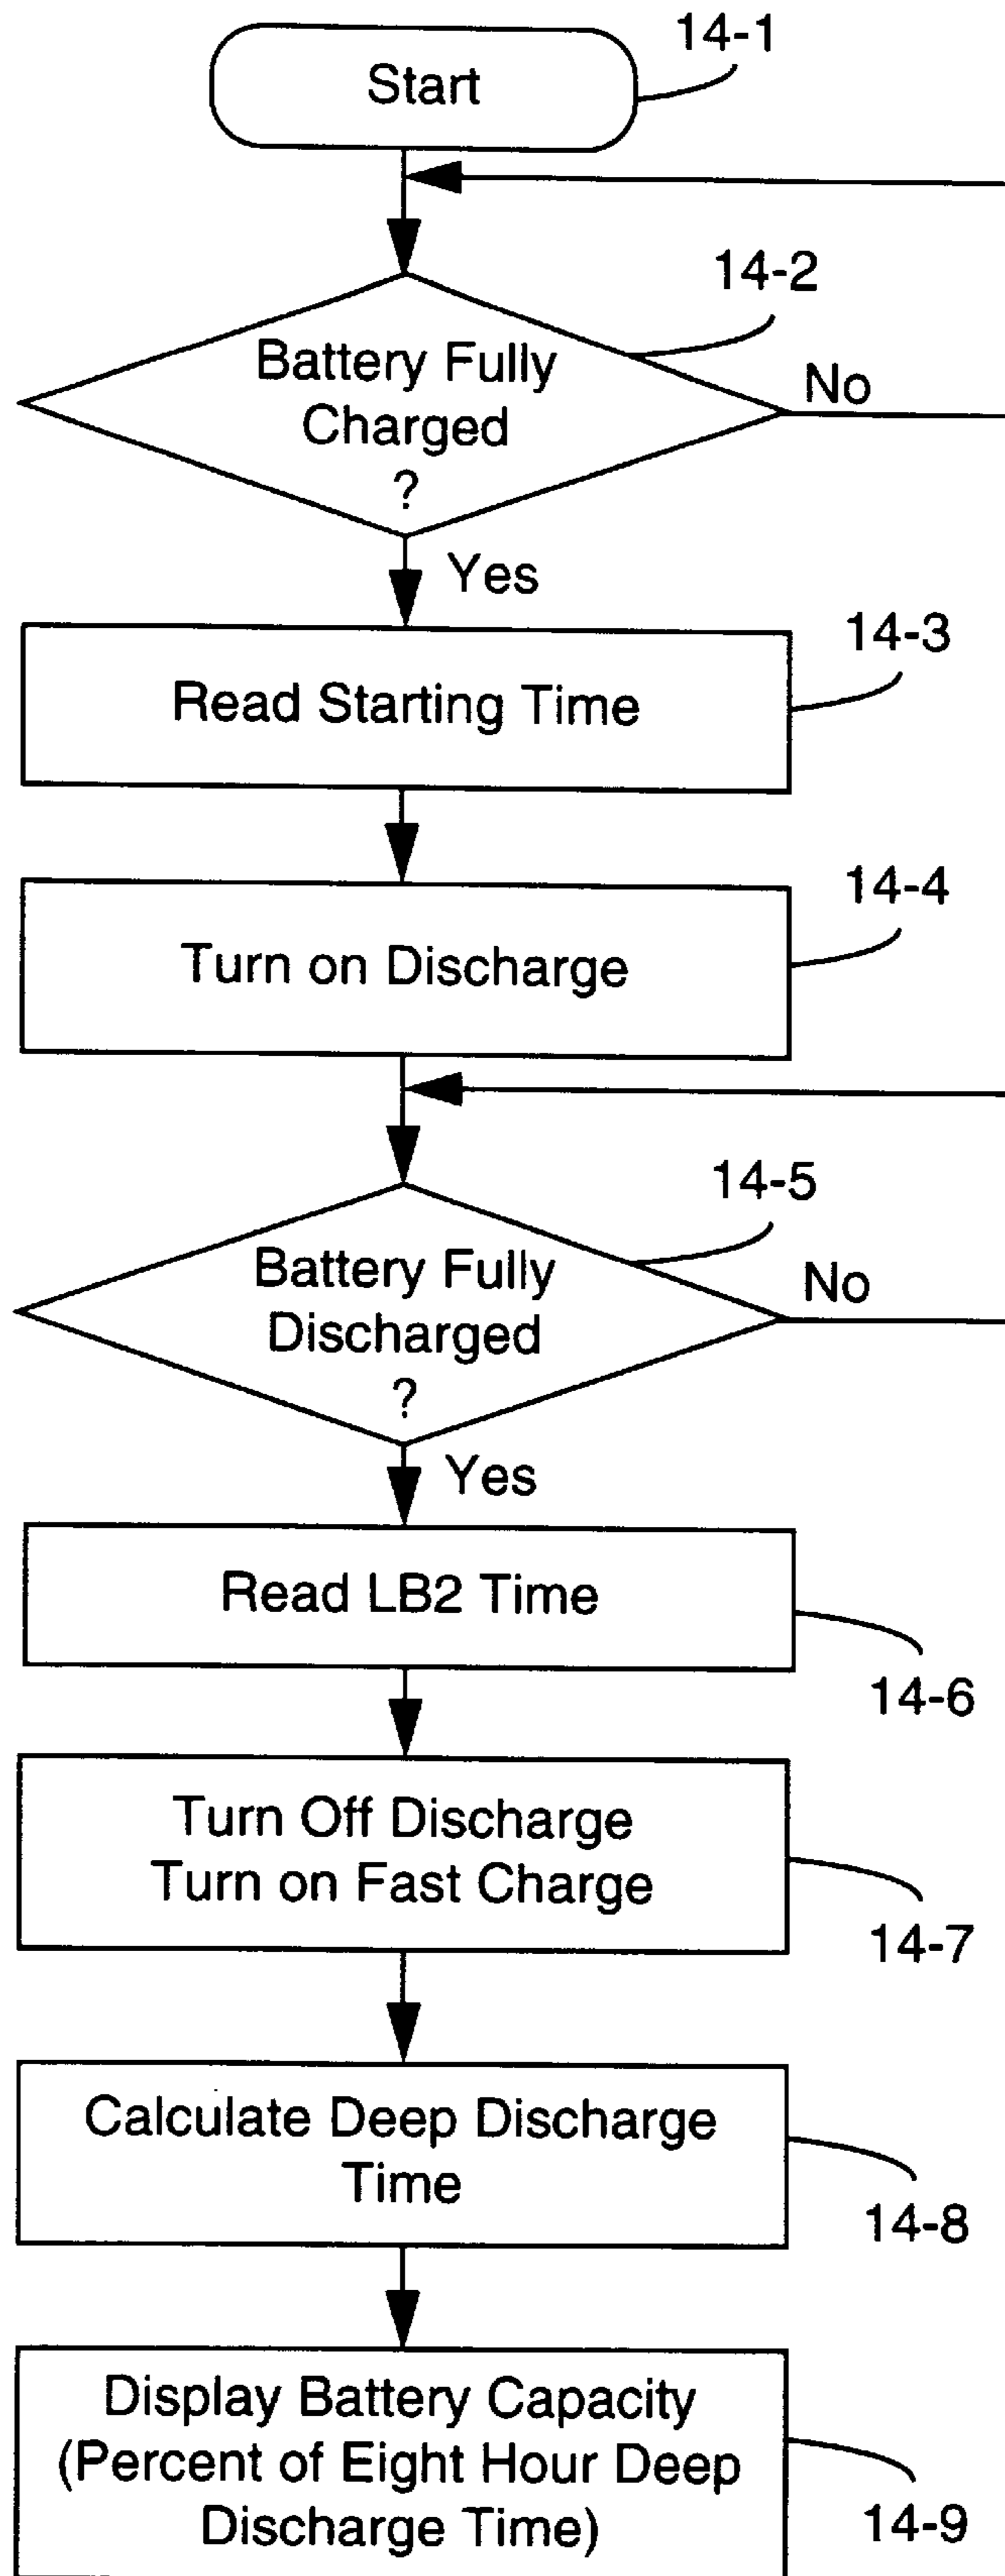 14-1
Start
14-2
Battery Fully
Charged
?
No
Yes
14-3
Read Starting Time
14-4
Turn on Discharge
14-5
Battery Fully
Discharged
?
No
Yes
Read LB2 Time
14-6
Turn Off Discharge
Turn on Fast Charge
14-7
Calculate Deep Discharge
Time
14-8
Display Battery Capacity
(Percent of Eight Hour Deep
Discharge Time)
14-9